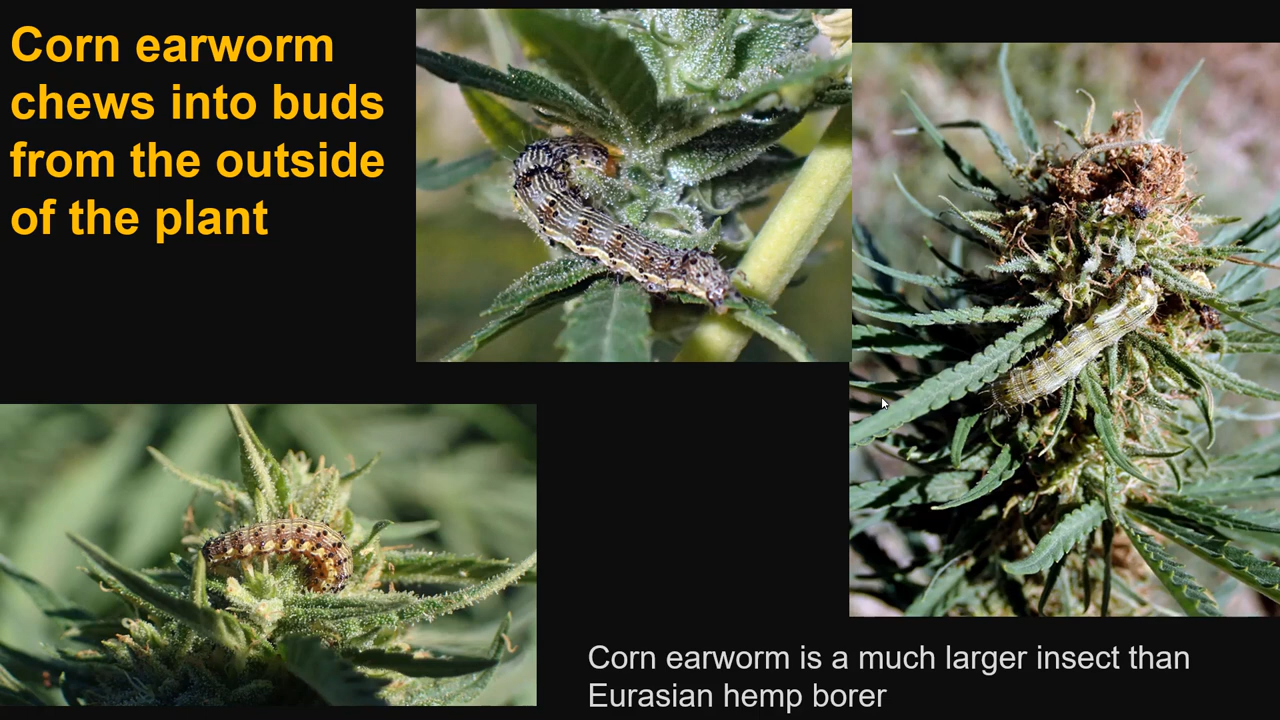 Corn earworm
chews into buds
from the outside
of the plant
Corn earworm is a much larger insect than
Eurasian hemp borer